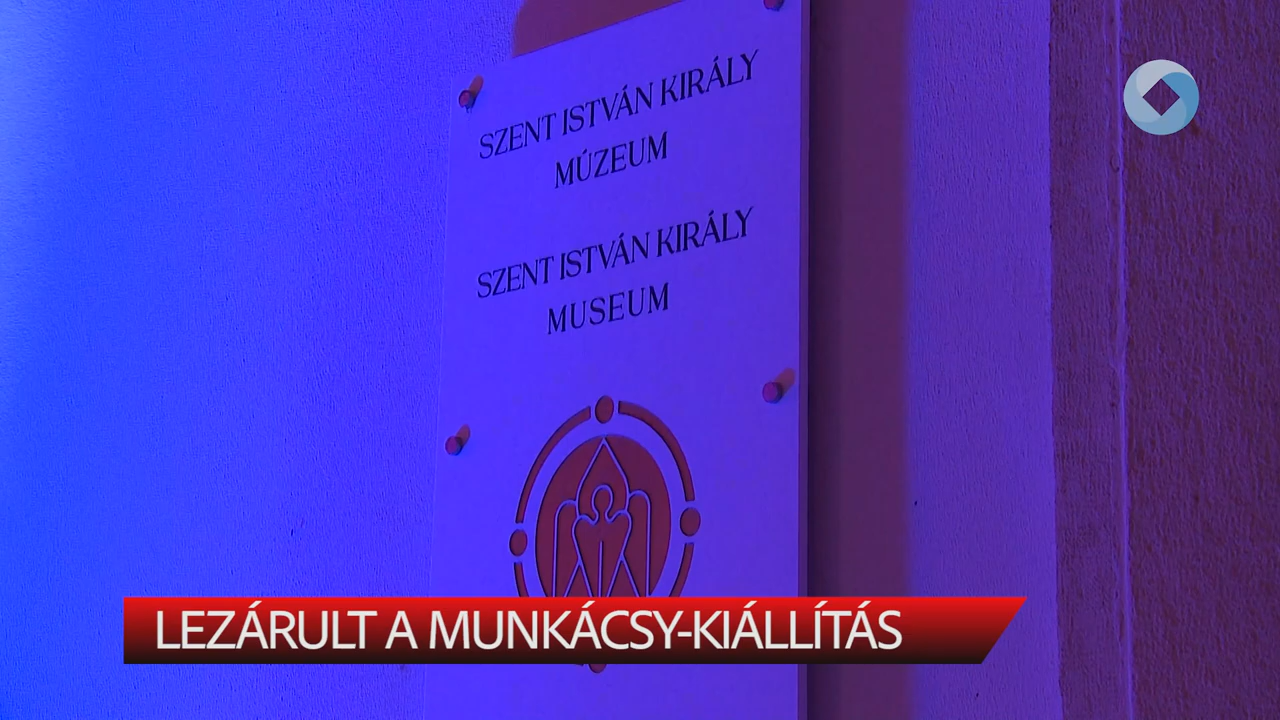 SZENT ISTVÁN KIRÁLY
MÚZEUM
SZENT ISTVÁN KIRÁLY
MUSEUM
LEZÁRULT A MUNKÁCSY-KIÁLLÍTÁS